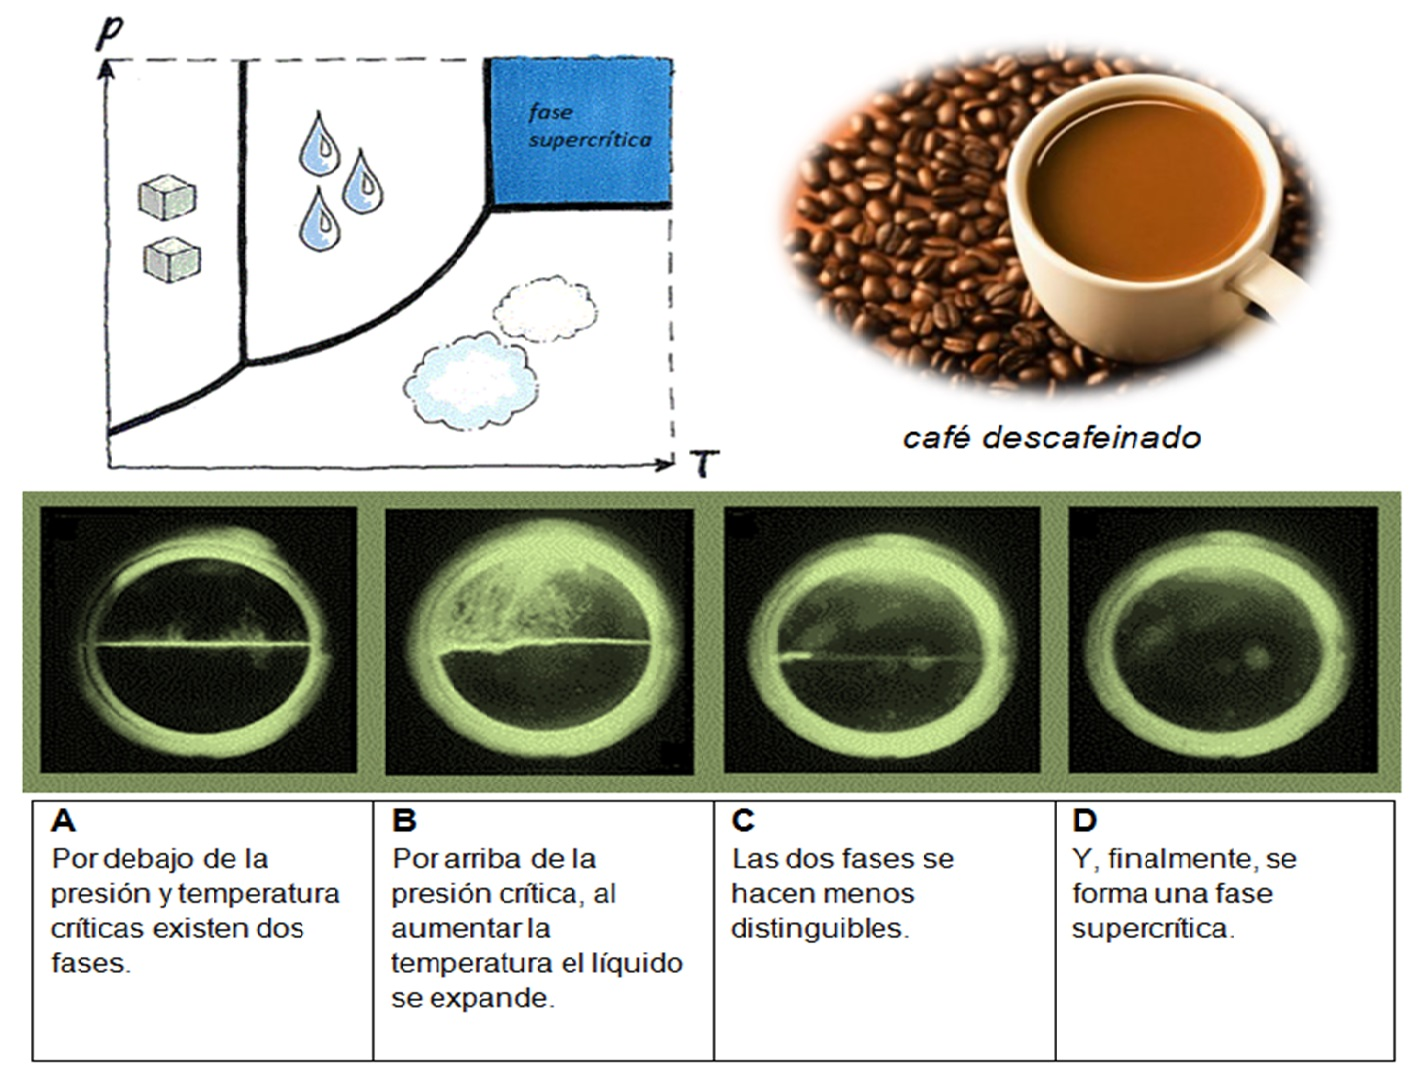 P
fase
supercrítica
T
café descafeinado
A
Por debajo de la
presión y temperatura
críticas existen dos
fases.
B
Por arriba de la
presión crítica, al
aumentar la
temperatura el líquido
se expande.
C
Las dos fases se
hacen menos
distinguibles.
D
Y, finalmente, se
forma una fase
supercrítica.